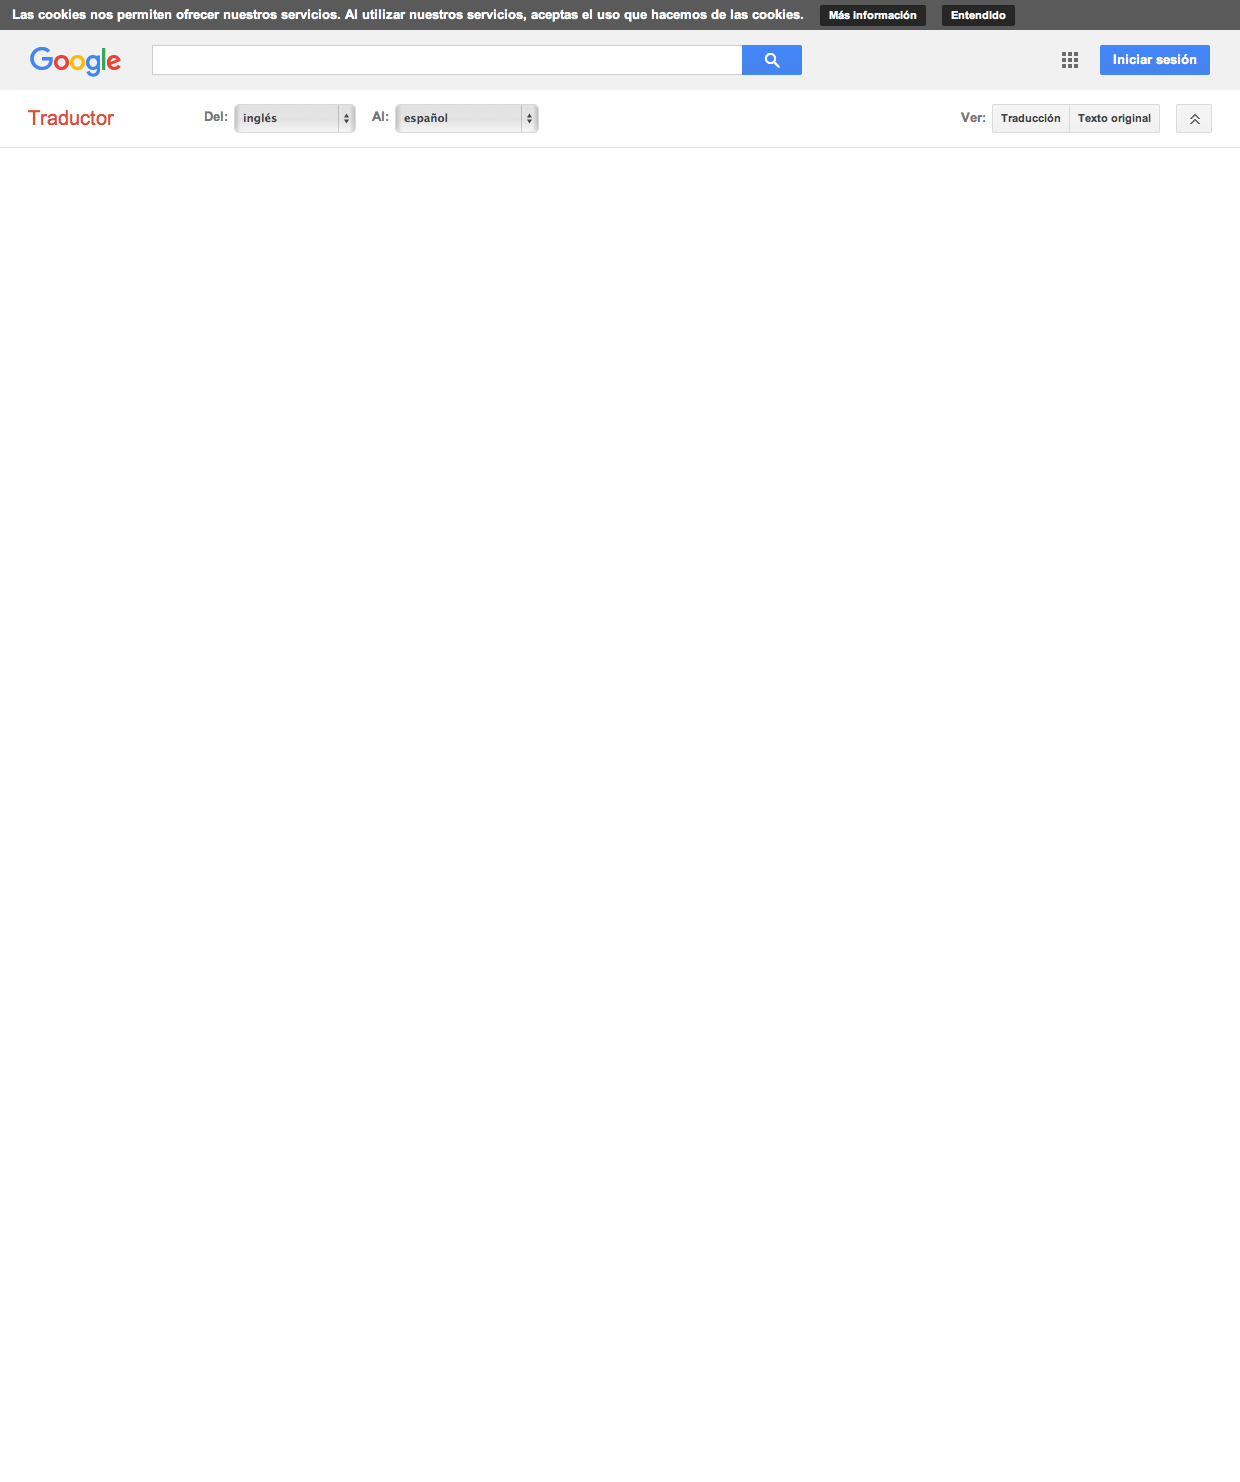 Las cookies nos permiten ofrecer nuestros servicios. Al utilizar nuestros servicios, aceptas el uso que hacemos de las cookies. Más información Entendido
Google Iniciar sesión
Traductor Del: inglés Al: español Ver: Traducción Texto original